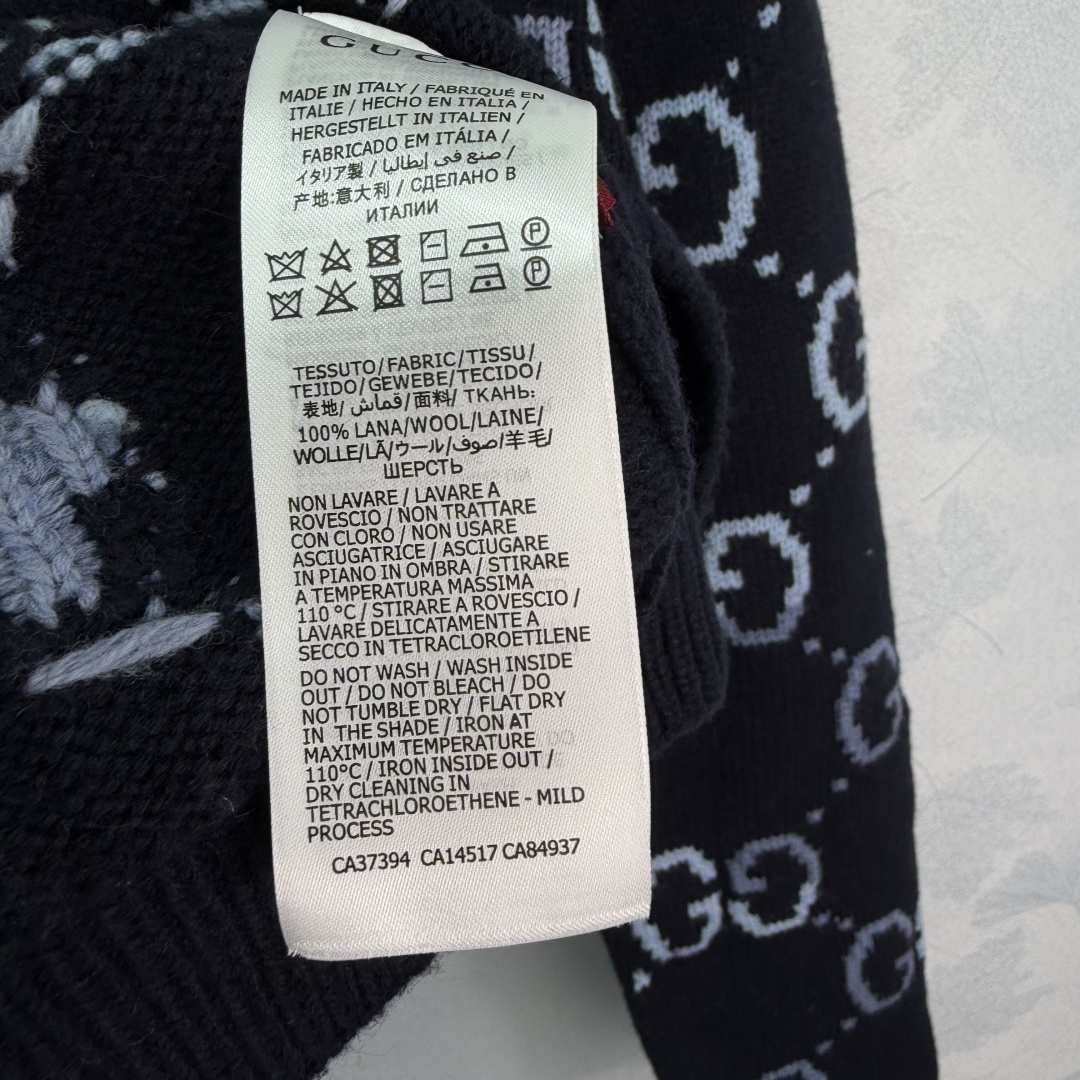 GUCCI
MADE IN ITALY / FABRIQUÉ EN
ITALIE / HECHO EN ITALIA /
HERGESTELLT IN ITALIEN /
FABRICADO EM ITÁLIA /
イタリア製 / صنع في إيطاليا /
产地:意大利 / СДЕЛАНО В
ИТАЛИИ
P
P
TESSUTO/FABRIC/TISSU/
TEJIDO/GEWEBE/TECIDO/
表地/ قماش/面料/ ТКАНЬ:
100% LANA/WOOL/LAINE/
WOLLE/LÃ/ウール/صوف/羊毛/
ШЕРСТЬ
NON LAVARE / LAVARE A
ROVESCIO / NON TRATTARE
CON CLORO / NON USARE
ASCIUGATRICE / ASCIUGARE
IN PIANO IN OMBRA / STIRARE
A TEMPERATURA MASSIMA
110 °C / STIRARE A ROVESCIO /
LAVARE DELICATAMENTE A
SECCO IN TETRACLOROETILENE
DO NOT WASH / WASH INSIDE
OUT / DO NOT BLEACH / DO
NOT TUMBLE DRY / FLAT DRY
IN THE SHADE / IRON AT
MAXIMUM TEMPERATURE
110°C / IRON INSIDE OUT /
DRY CLEANING IN
TETRACHLOROETHENE - MILD
PROCESS
CA37394 CA14517 CA84937